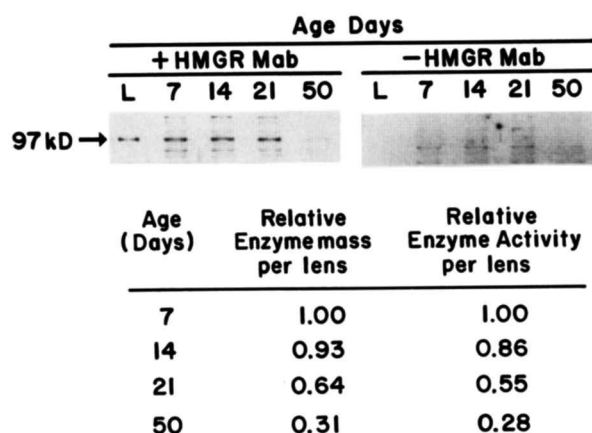 Age Days
+HMGR Mab -HMGR Mab
L 7 14 21 50 L 7 14 21 50
97kD→
Age (Days) Relative Enzyme mass per lens Relative Enzyme Activity per lens
7 1.00 1.00
14 0.93 0.86
21 0.64 0.55
50 0.31 0.28